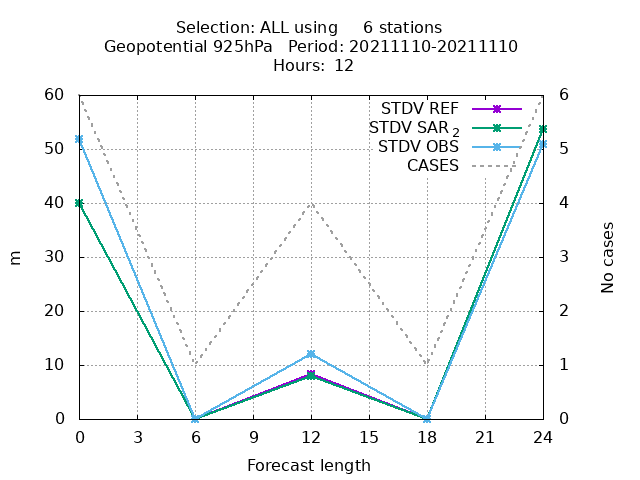 Selection: ALL using     6 stations
Geopotential 925hPa   Period: 20211110-20211110
Hours: 12
STDV REF
STDV SAR 2
STDV OBS
CASES
m
60
50
40
30
20
10
0
No cases
6
5
4
3
2
1
0
0 3 6 9 12 15 18 21 24
Forecast length